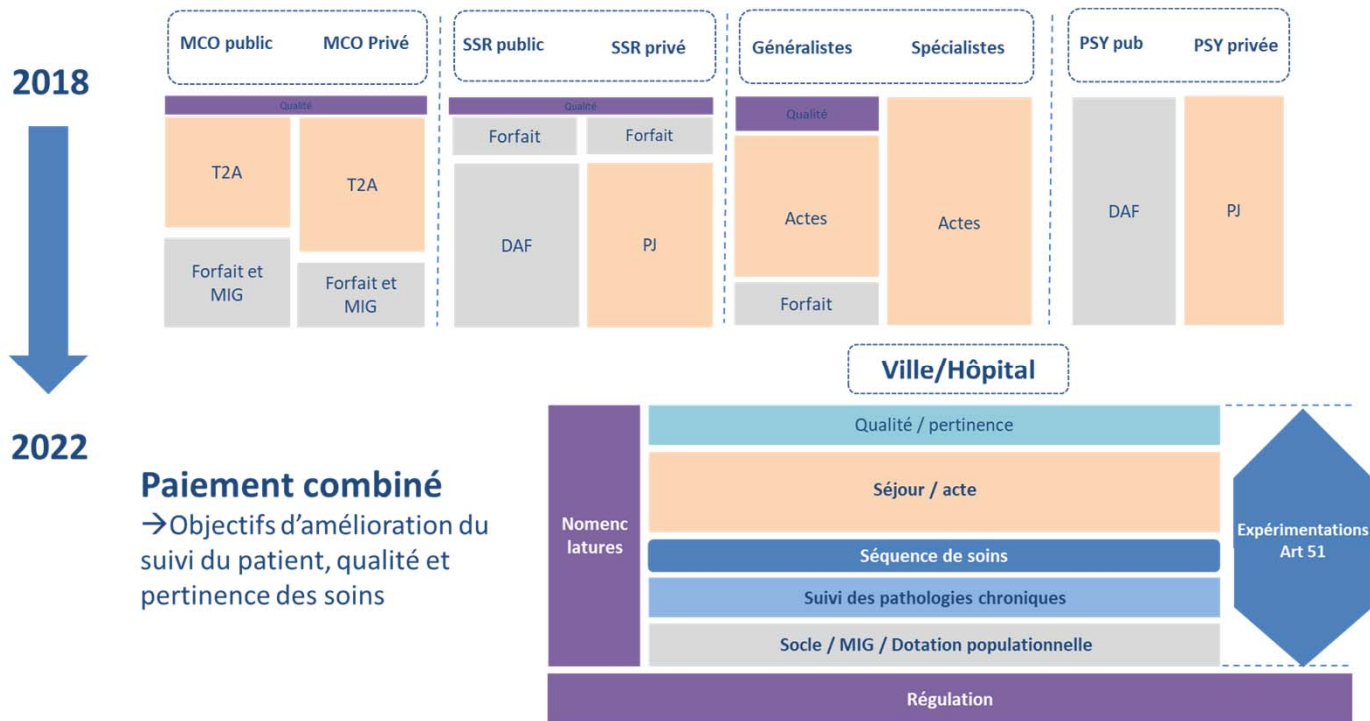 2018
MCO public
MCO Privé
SSR public
SSR privé
Généralistes
Spécialistes
PSY pub
PSY privée
Qualité
T2A
T2A
Forfait et
MIG
Forfait et
MIG
Qualité
Forfait
Forfait
DAF
PJ
Qualité
Actes
Forfait
Actes
DAF
PJ
2022
Paiement combiné
→Objectifs d'amélioration du
suivi du patient, qualité et
pertinence des soins
Ville/Hôpital
Nomenc
latures
Qualité / pertinence
Séjour / acte
Séquence de soins
Suivi des pathologies chroniques
Socle / MIG / Dotation populationnelle
Expérimentations
Art 51
Régulation